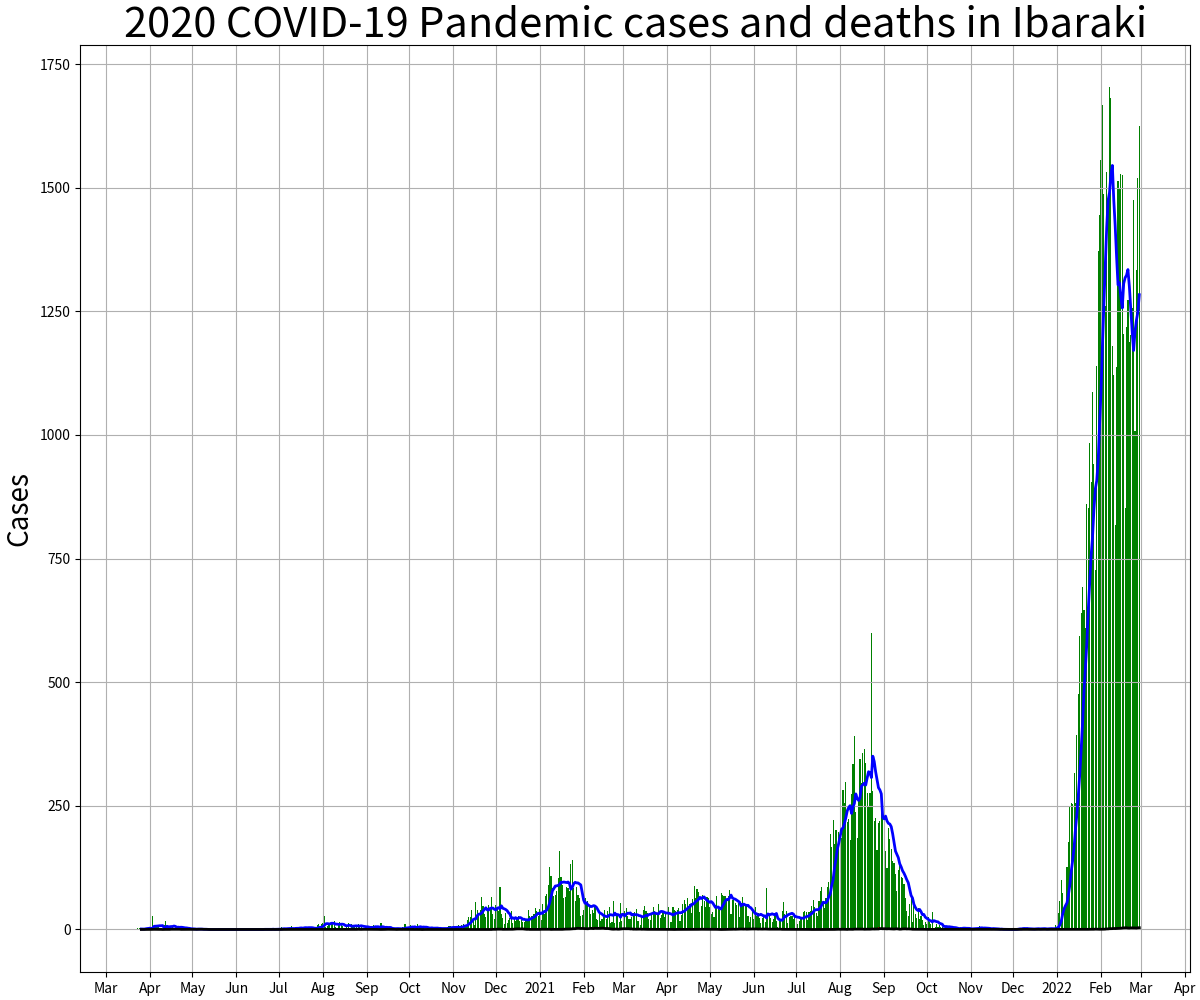 2020 COVID-19 Pandemic cases and deaths in Ibaraki
1750
1500
1250
1000
750
500
250
0
Cases
Mar Apr May Jun Jul Aug Sep Oct Nov Dec 2021 Feb Mar Apr May Jun Jul Aug Sep Oct Nov Dec 2022 Feb Mar Apr